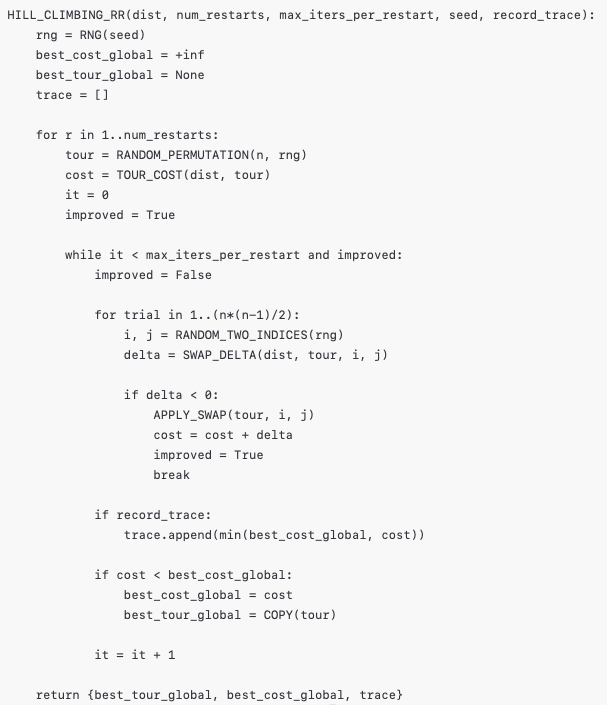 HILL_CLIMBING_RR(dist, num_restarts, max_iters_per_restart, seed, record_trace):
    rng = RNG(seed)
    best_cost_global = +inf
    best_tour_global = None
    trace = []

    for r in 1..num_restarts:
        tour = RANDOM_PERMUTATION(n, rng)
        cost = TOUR_COST(dist, tour)
        it = 0
        improved = True

        while it < max_iters_per_restart and improved:
            improved = False

            for trial in 1..(n*(n−1)/2):
                i, j = RANDOM_TWO_INDICES(rng)
                delta = SWAP_DELTA(dist, tour, i, j)

                if delta < 0:
                    APPLY_SWAP(tour, i, j)
                    cost = cost + delta
                    improved = True
                    break

            if record_trace:
                trace.append(min(best_cost_global, cost))

            if cost < best_cost_global:
                best_cost_global = cost
                best_tour_global = COPY(tour)

            it = it + 1

    return {best_tour_global, best_cost_global, trace}